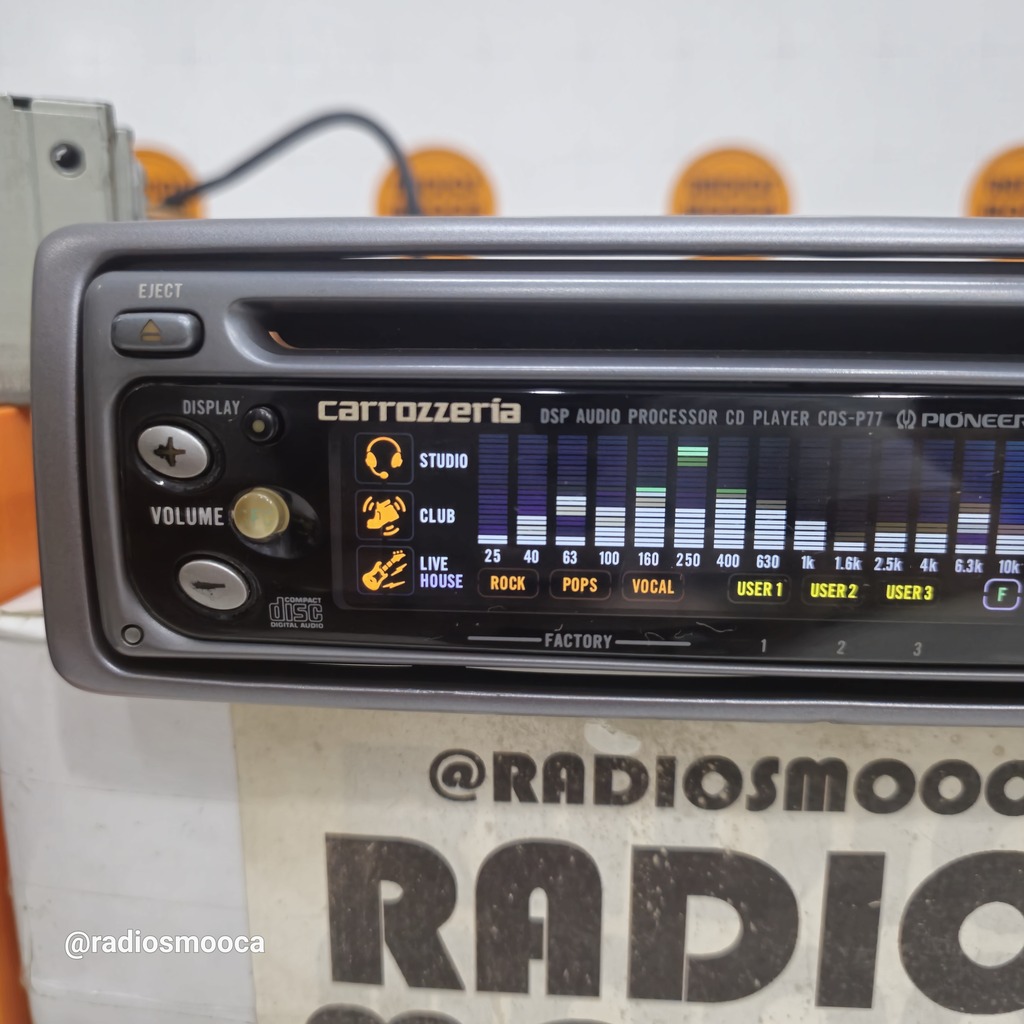 EJECT
DISPLAY
carrozzeria DSP AUDIO PROCESSOR CD PLAYER CDS-P77 PIONEER
STUDIO
VOLUME
CLUB
LIVE
HOUSE
25 40 63 100 160 250 400 630 1k 1.6k 2.5k 4k 6.3k 10k
ROCK POPS VOCAL USER 1 USER 2 USER 3 F
COMPACT
disc
DIGITAL AUDIO
FACTORY 1 2 3
@RADIOSMOOC
RADIO
@radiosmooca